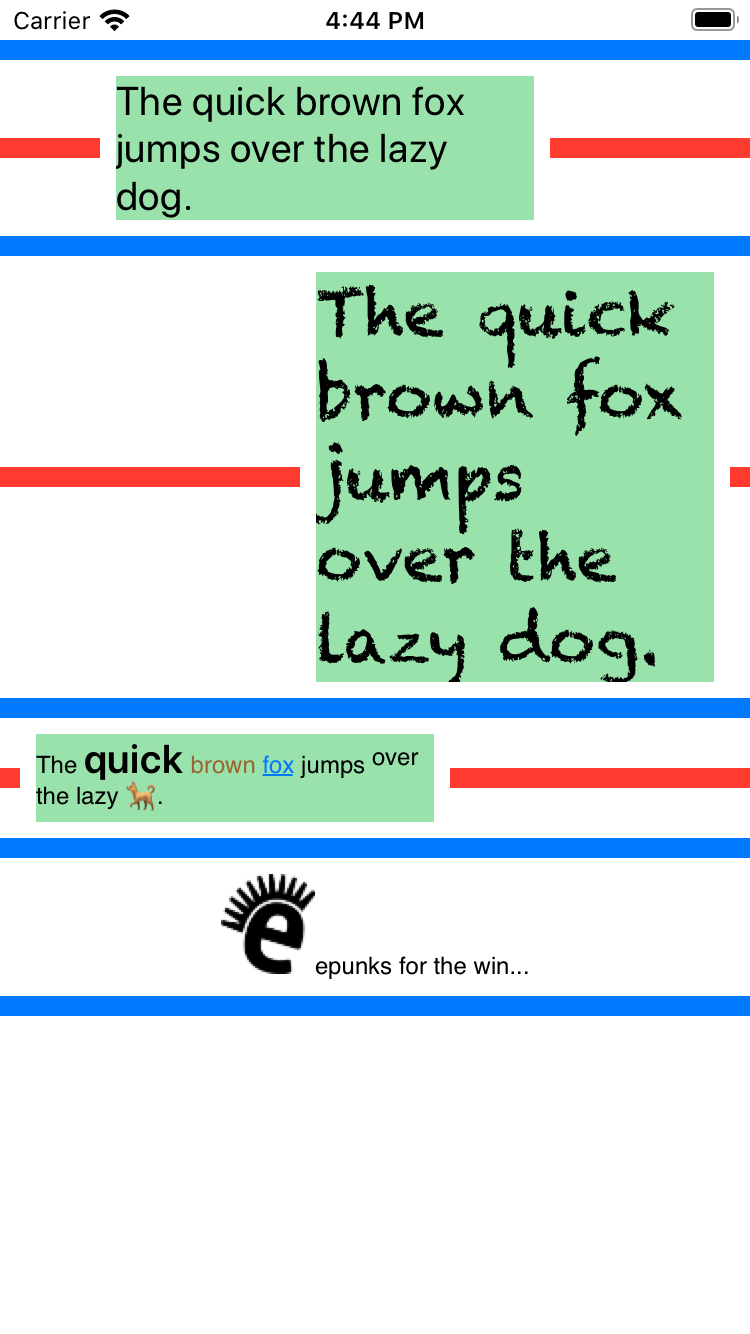 Carrier 4:44 PM
The quick brown fox
jumps over the lazy
dog.
The quick
brown fox
jumps
over the
lazy dog.
The quick brown fox jumps over
the lazy 🐕.
e epunks for the win...